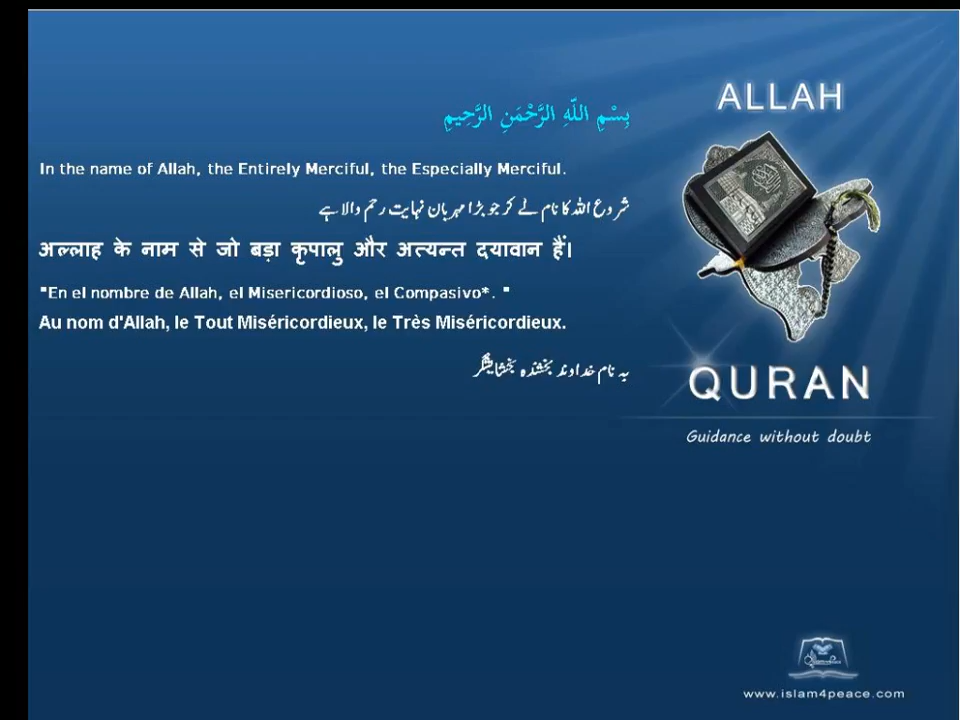 بِسْمِ اللَّهِ الرَّحْمَنِ الرَّحِيمِ
In the name of Allah, the Entirely Merciful, the Especially Merciful.
شروع الله کا نام لے کر جو بڑا مہربان نہایت رحم والا ہے
अल्लाह के नाम से जो बड़ा कृपालु और अत्यन्त दयावान हैं।
"En el nombre de Allah, el Misericordioso, el Compasivo*. "
Au nom d'Allah, le Tout Miséricordieux, le Très Miséricordieux.
به نام خداوند بخشنده بخشایشگر
ALLAH
QURAN
Guidance without doubt
www.islam4peace.com